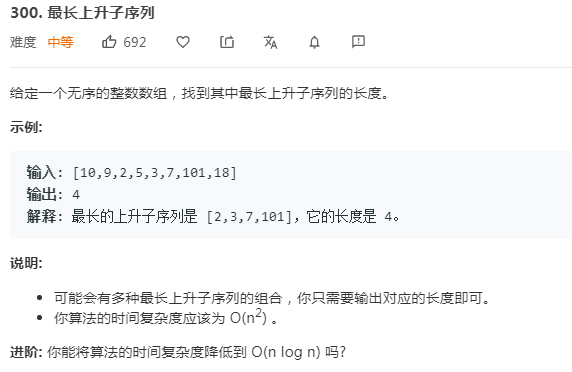 300. 最长上升子序列
难度 中等 692
给定一个无序的整数数组，找到其中最长上升子序列的长度。
示例:
输入: [10,9,2,5,3,7,101,18]
输出: 4
解释: 最长的上升子序列是 [2,3,7,101]，它的长度是 4。
说明:
• 可能会有多种最长上升子序列的组合，你只需要输出对应的长度即可。
• 你算法的时间复杂度应该为 O(n²) 。
进阶: 你能将算法的时间复杂度降低到 O(n log n) 吗?